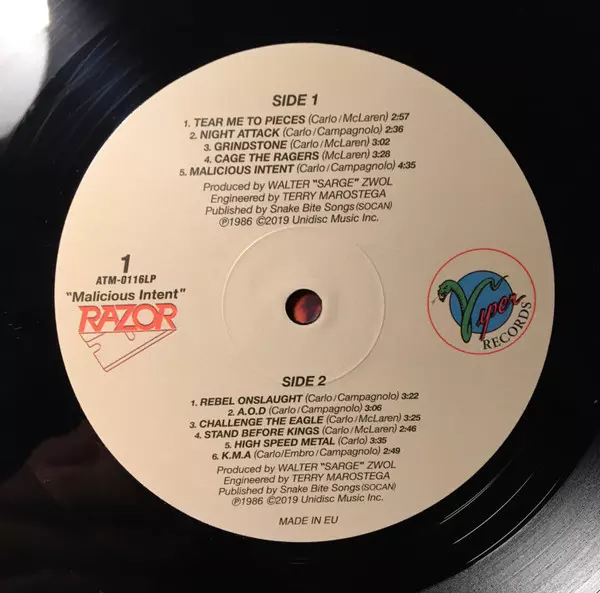 SIDE 1
1. TEAR ME TO PIECES (Carlo/McLaren) 2:57
2. NIGHT ATTACK (Carlo/Campagnolo) 2:36
3. GRINDSTONE (Carlo/McLaren) 3:02
4. CAGE THE RAGERS (McLaren) 3:28
5. MALICIOUS INTENT (Carlo/Campagnolo) 4:35
Produced by WALTER "SARGE" ZWOL
Engineered by TERRY MAROSTEGA
Published by Snake Bite Songs (SOCAN)
℗1986 ©2019 Unidisc Music Inc.
1
ATM-0116LP
"Malicious Intent"
RAZOR
Viper
RECORDS
SIDE 2
1. REBEL ONSLAUGHT (Carlo/Campagnolo) 3:22
2. A.O.D (Carlo/Campagnolo) 3:06
3. CHALLENGE THE EAGLE (Carlo/McLaren) 3:25
4. STAND BEFORE KINGS (Carlo/McLaren) 2:46
5. HIGH SPEED METAL (Carlo) 3:35
6. K.M.A (Carlo/Embro/Campagnolo) 2:49
Produced by WALTER "SARGE" ZWOL
Engineered by TERRY MAROSTEGA
Published by Snake Bite Songs (SOCAN)
℗1986 ©2019 Unidisc Music Inc.
MADE IN EU